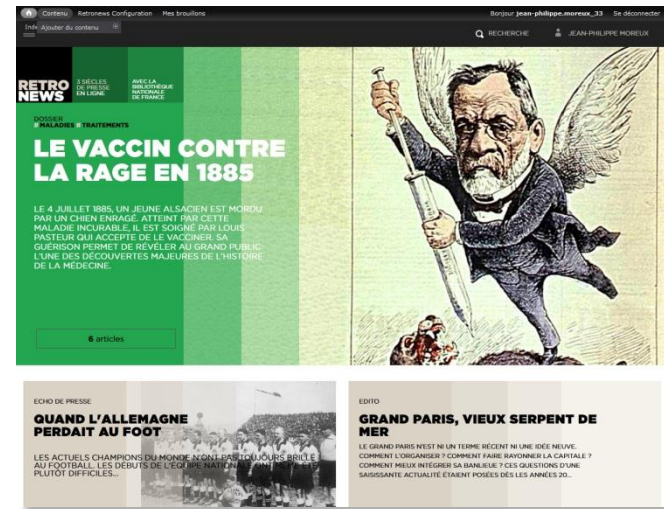 Contenu Retronews Configuration Mes brouillons
Bonjour jean-philippe.moreux_33 Se déconnecter
Ajouter du contenu
RECHERCHE JEAN-PHILIPPE MOREUX
RETRO NEWS
3 SIÈCLES
DE PRESSE
EN LIGNE
AVEC LA
BIBLIOTHÈQUE
NATIONALE
DE FRANCE
DOSSIER
# MALADIES # TRAITEMENTS
LE VACCIN CONTRE
LA RAGE EN 1885
LE 4 JUILLET 1885, UN JEUNE ALSACIEN EST MORDU
PAR UN CHIEN ENRAGÉ. ATTEINT PAR CETTE
MALADIE INCURABLE, IL EST SOIGNÉ PAR LOUIS
PASTEUR QUI ACCEPTE DE LE VACCINER. SA
GUÉRISON PERMET DE RÉVÉLER AU GRAND PUBLIC
L'UNE DES DÉCOUVERTES MAJEURES DE L'HISTOIRE
DE LA MÉDECINE.
6 articles
ECHO DE PRESSE
QUAND L'ALLEMAGNE
PERDAIT AU FOOT
LES ACTUELS CHAMPIONS DU MONDE N'ONT PAS TOUJOURS BRILLÉ
AU FOOTBALL. LES DÉBUTS DE L'ÉQUIPE NATIONALE ONT MÊME ÉTÉ
PLUTÔT DIFFICILES...
EDITO
GRAND PARIS, VIEUX SERPENT DE
MER
LE GRAND PARIS N'EST NI UN TERME RÉCENT NI UNE IDÉE NEUVE.
COMMENT L'ORGANISER ? COMMENT FAIRE RAYONNER LA CAPITALE ?
COMMENT MIEUX INTÉGRER SA BANLIEUE ? CES QUESTIONS D'UNE
SAISISSANTE ACTUALITÉ ÉTAIENT POSÉES DÈS LES ANNÉES 20...